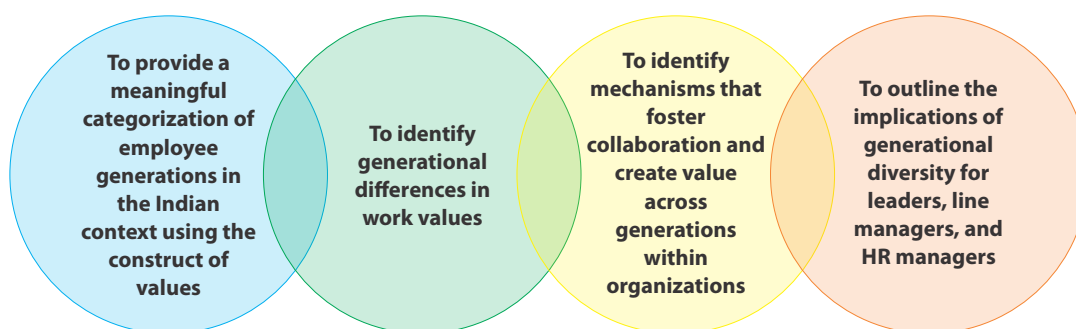 To provide a
meaningful
categorization of
employee
generations in
the Indian
context using the
construct of
values
To identify
generational
differences in
work values
To identify
mechanisms that
foster
collaboration and
create value
across
generations
within
organizations
To outline the
implications of
generational
diversity for
leaders, line
managers, and
HR managers